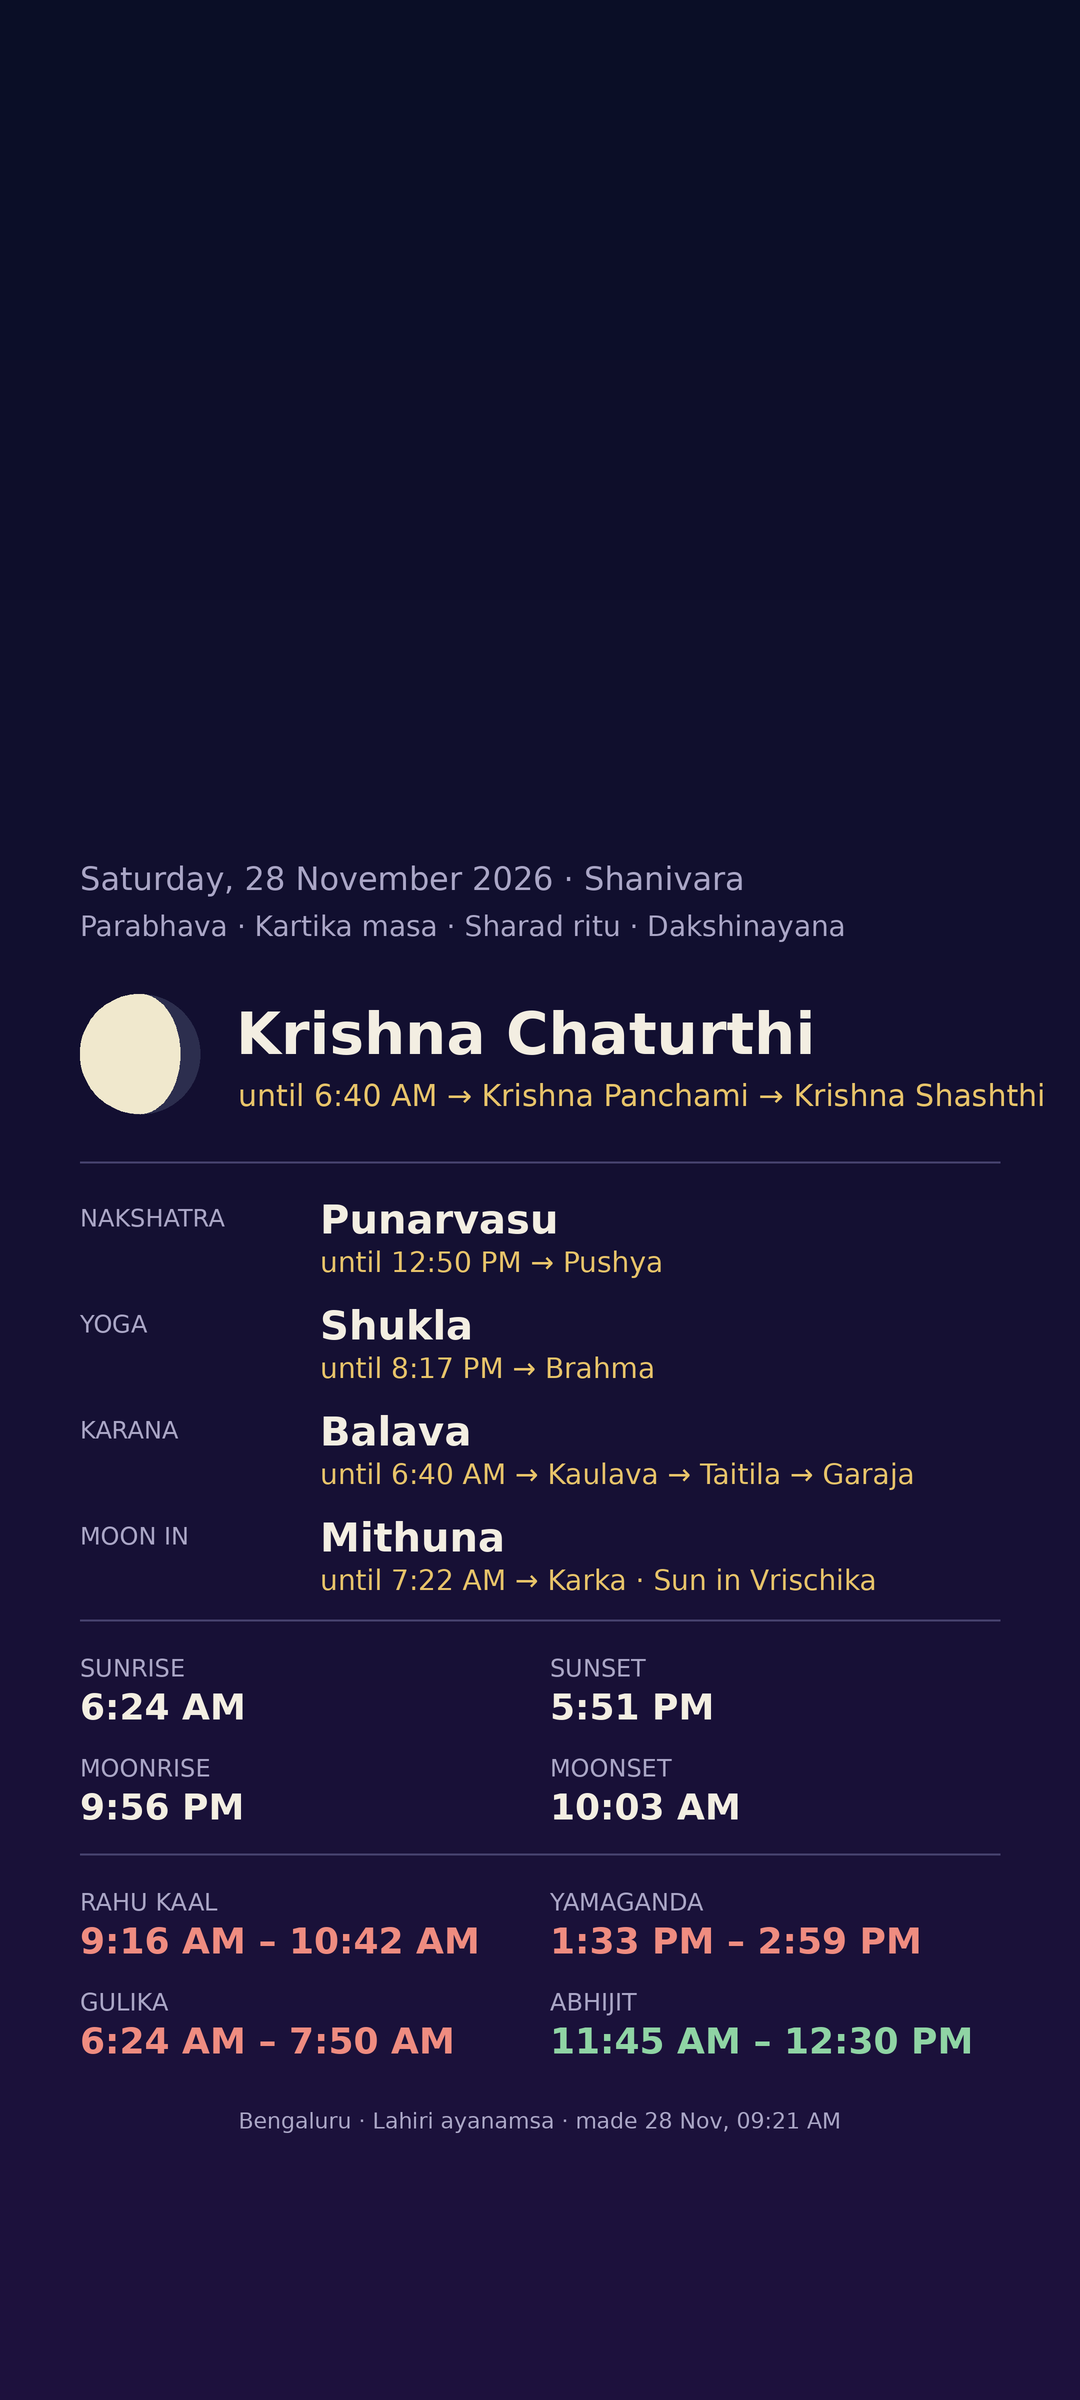 Saturday, 28 November 2026 · Shanivara
Parabhava · Kartika masa · Sharad ritu · Dakshinayana
Krishna Chaturthi
until 6:40 AM → Krishna Panchami → Krishna Shashthi
NAKSHATRA
Punarvasu
until 12:50 PM → Pushya
YOGA
Shukla
until 8:17 PM → Brahma
KARANA
Balava
until 6:40 AM → Kaulava → Taitila → Garaja
MOON IN
Mithuna
until 7:22 AM → Karka · Sun in Vrischika
SUNRISE
6:24 AM
SUNSET
5:51 PM
MOONRISE
9:56 PM
MOONSET
10:03 AM
RAHU KAAL
9:16 AM – 10:42 AM
YAMAGANDA
1:33 PM – 2:59 PM
GULIKA
6:24 AM – 7:50 AM
ABHIJIT
11:45 AM – 12:30 PM
Bengaluru · Lahiri ayanamsa · made 28 Nov, 09:21 AM